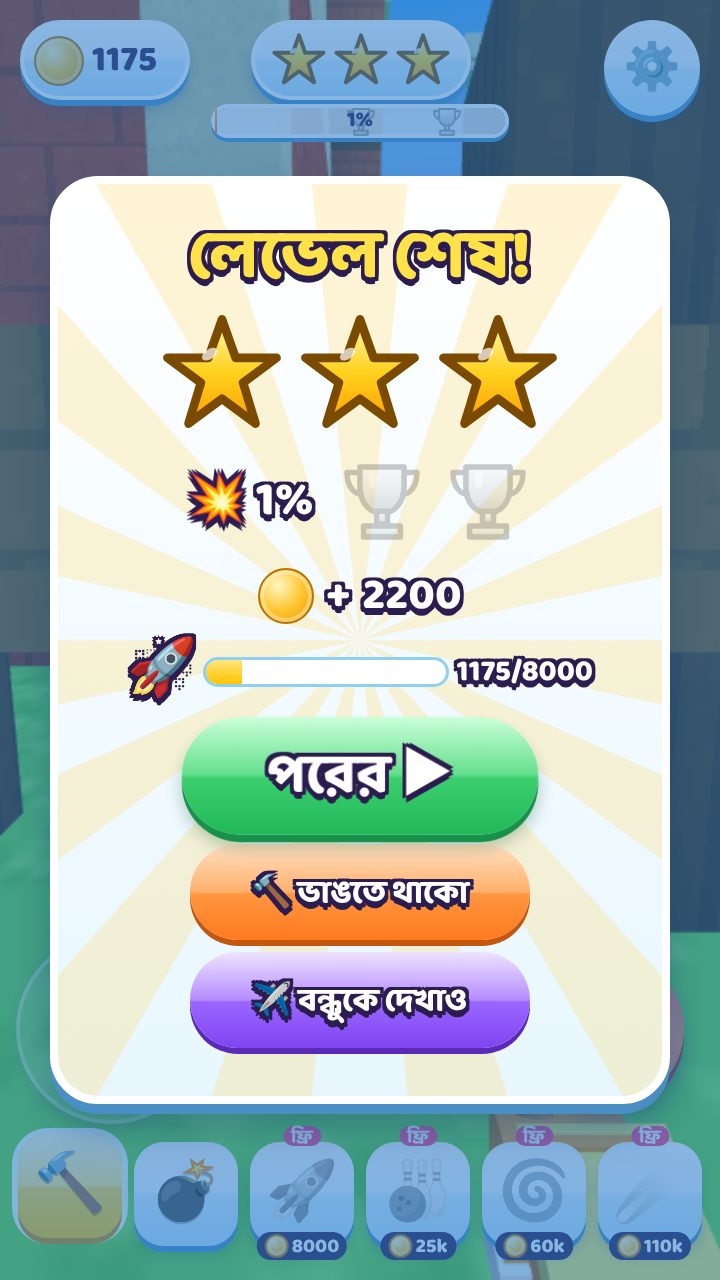 1175
1%
লেভেল শেষ!
1%
+ 2200
1175/8000
পরের
ভাঙতে থাকো
বন্ধুকে দেখাও
ফ্রি ফ্রি ফ্রি ফ্রি
8000 25k 60k 110k